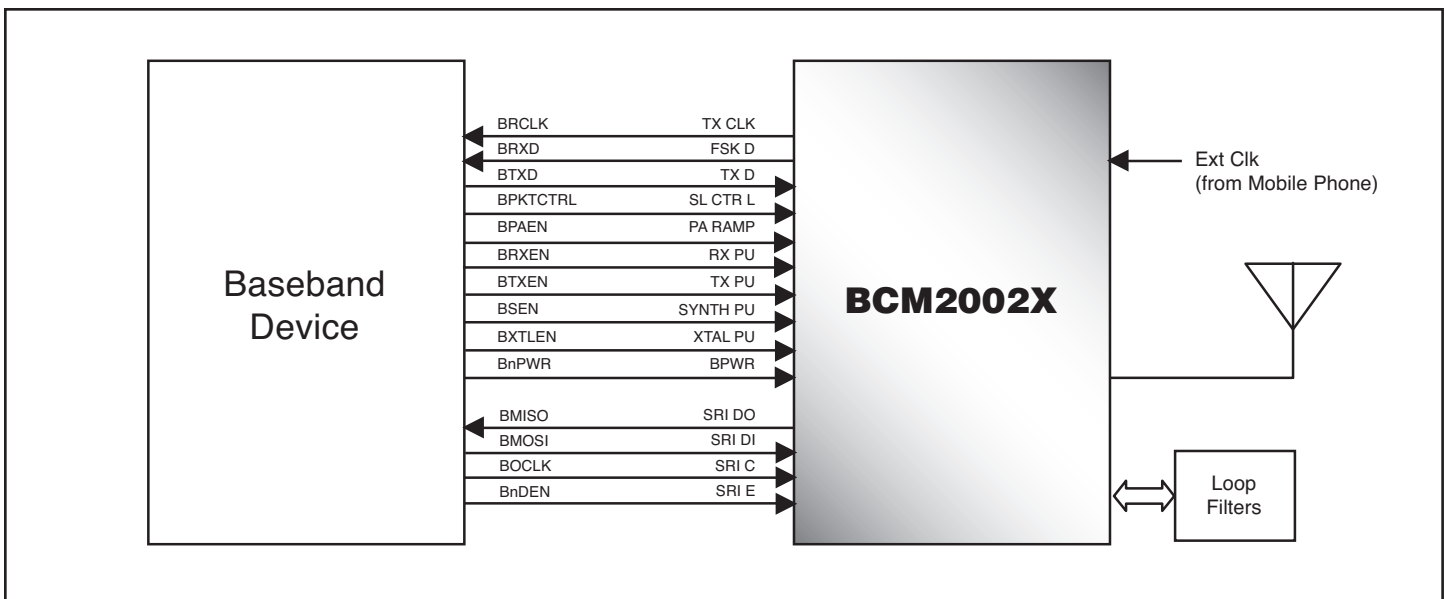 BRCLK TX CLK
BRXD FSK D
BTXD TX D
BPKTCTRL SL CTR L
BPAEN PA RAMP
BRXEN RX PU
BTXEN TX PU
BSEN SYNTH PU
BXTLEN XTAL PU
BnPWR BPWR
BMISO SRI DO
BMOSI SRI DI
BOCLK SRI C
BnDEN SRI E
Baseband
Device
BCM2002X
Ext Clk
(from Mobile Phone)
Loop
Filters